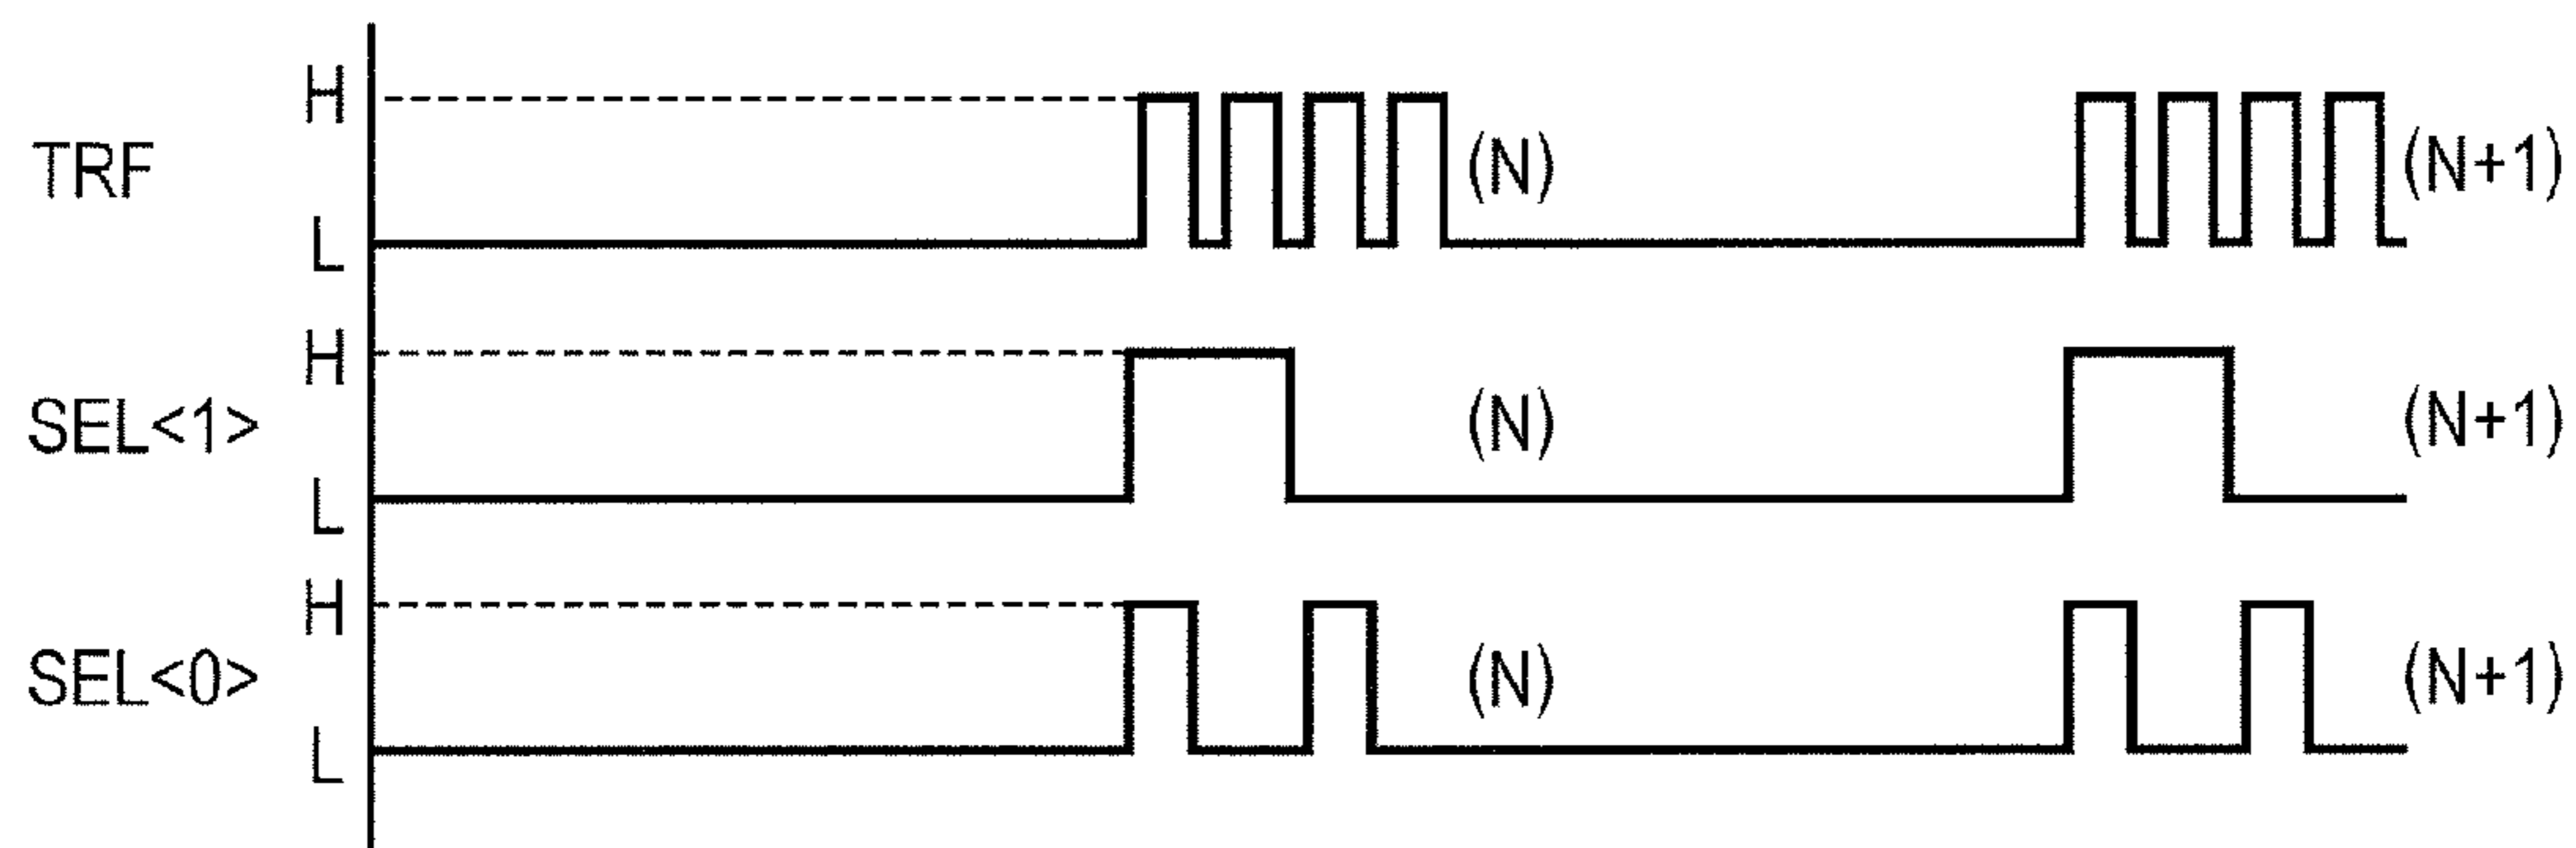 H
TRF (N) (N+1)
L
H
SEL<1> (N) (N+1)
L
H
SEL<0> (N) (N+1)
L